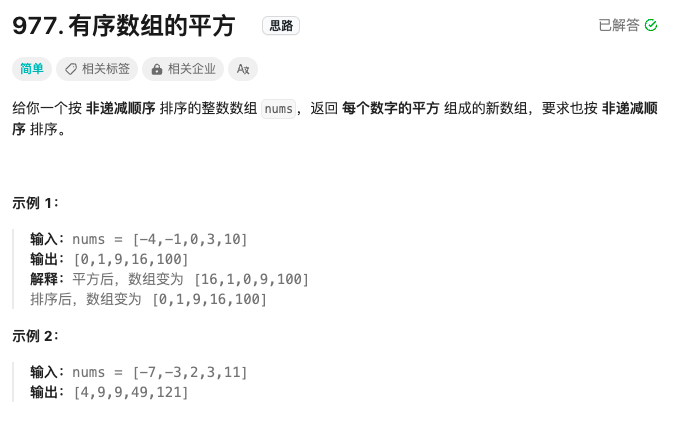 977. 有序数组的平方 思路 已解答
简单 相关标签 相关企业 Aд
给你一个按 非递减顺序 排序的整数数组 nums，返回 每个数字的平方 组成的新数组，要求也按 非递减顺
序 排序。
示例 1：
输入：nums = [-4,-1,0,3,10]
输出：[0,1,9,16,100]
解释：平方后，数组变为 [16,1,0,9,100]
排序后，数组变为 [0,1,9,16,100]
示例 2：
输入：nums = [-7,-3,2,3,11]
输出：[4,9,9,49,121]